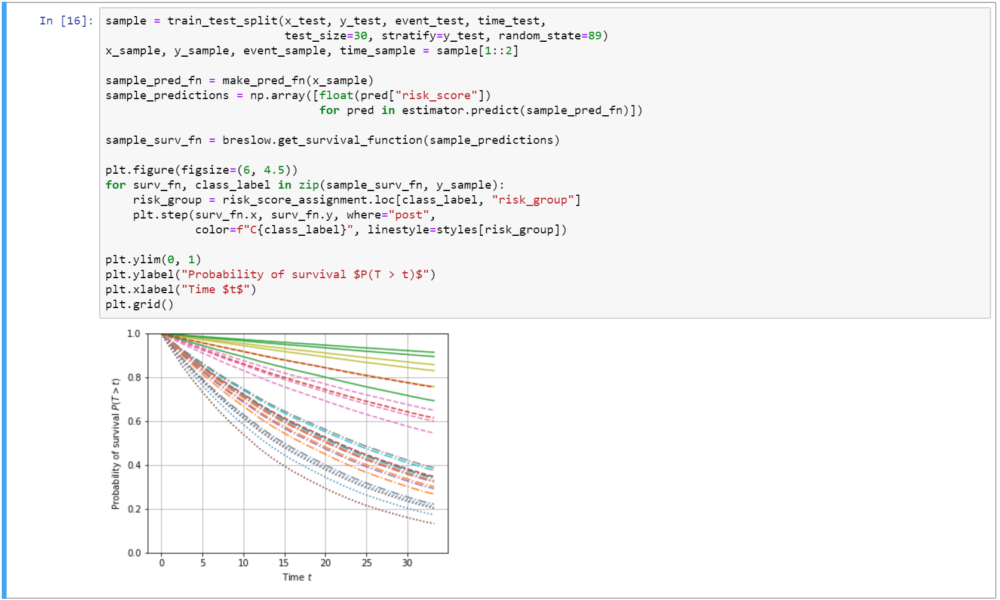 In [16]:
sample = train_test_split(x_test, y_test, event_test, time_test,
                          test_size=30, stratify=y_test, random_state=89)
x_sample, y_sample, event_sample, time_sample = sample[1::2]

sample_pred_fn = make_pred_fn(x_sample)
sample_predictions = np.array([float(pred["risk_score"])
                               for pred in estimator.predict(sample_pred_fn)])

sample_surv_fn = breslow.get_survival_function(sample_predictions)

plt.figure(figsize=(6, 4.5))
for surv_fn, class_label in zip(sample_surv_fn, y_sample):
    risk_group = risk_score_assignment.loc[class_label, "risk_group"]
    plt.step(surv_fn.x, surv_fn.y, where="post",
             color=f"C{class_label}", linestyle=styles[risk_group])

plt.ylim(0, 1)
plt.ylabel("Probability of survival $P(T > t)$")
plt.xlabel("Time $t$")
plt.grid()
Probability of survival P(T > t)
1.0
0.8
0.6
0.4
0.2
0.0
0 5 10 15 20 25 30
Time t